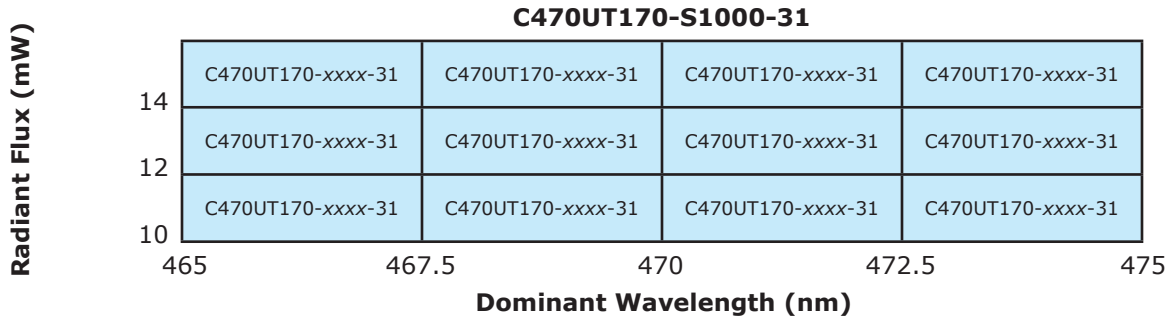 C470UT170-S1000-31
Radiant Flux (mW)
C470UT170-xxxx-31 C470UT170-xxxx-31 C470UT170-xxxx-31 C470UT170-xxxx-31
14
C470UT170-xxxx-31 C470UT170-xxxx-31 C470UT170-xxxx-31 C470UT170-xxxx-31
12
C470UT170-xxxx-31 C470UT170-xxxx-31 C470UT170-xxxx-31 C470UT170-xxxx-31
10
465 467.5 470 472.5 475
Dominant Wavelength (nm)